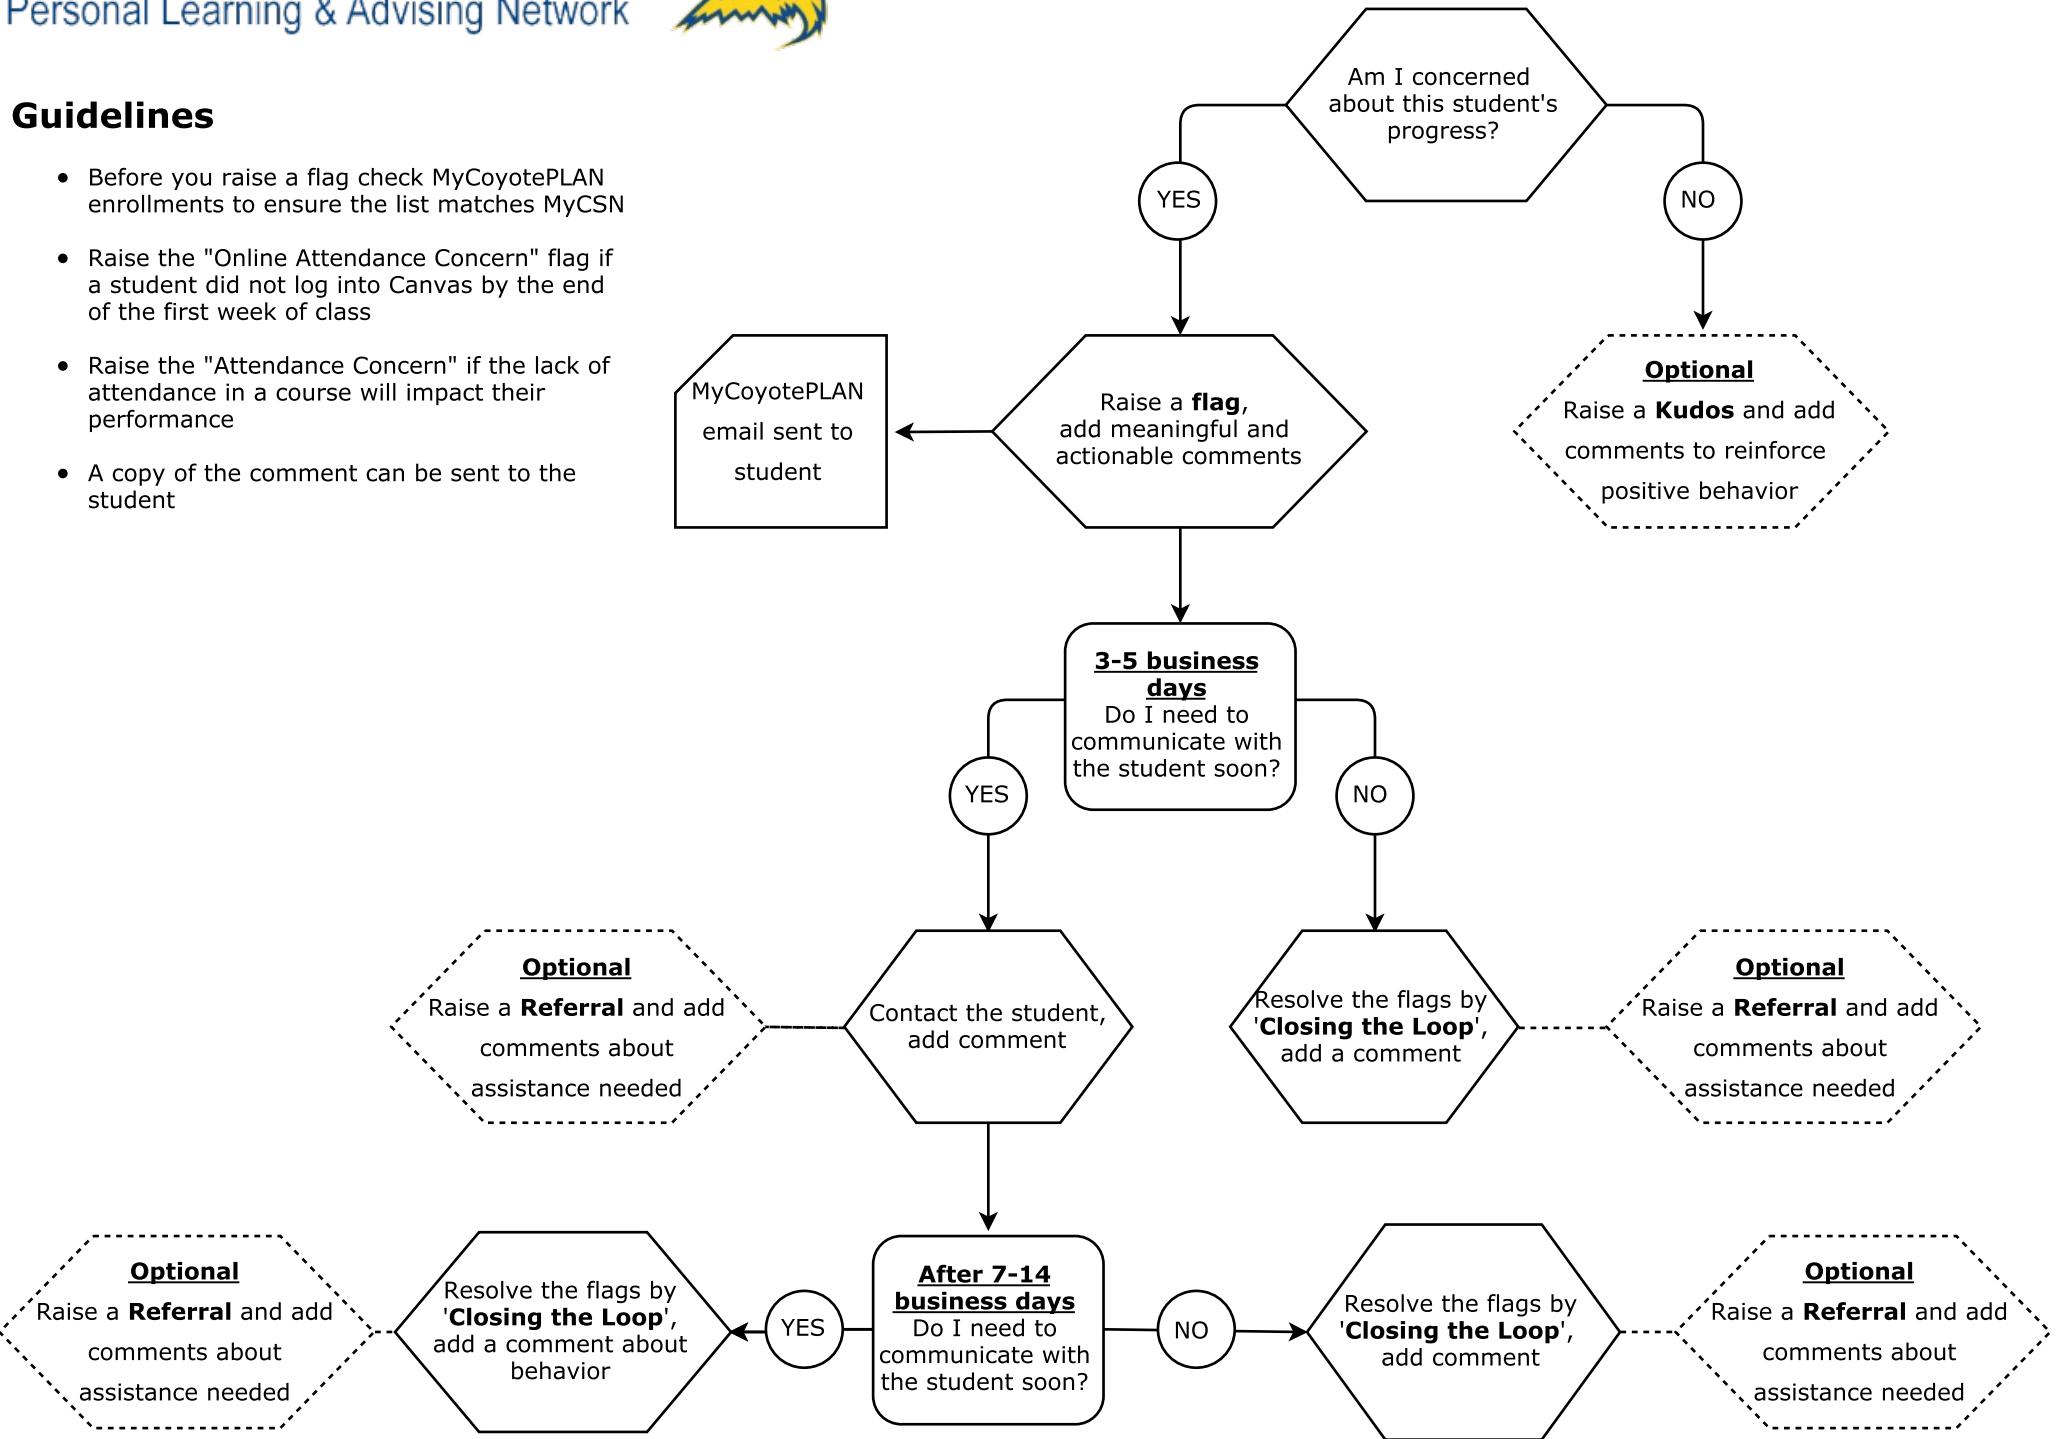 Personal Learning & Advising Network
Guidelines
• Before you raise a flag check MyCoyotePLAN
enrollments to ensure the list matches MyCSN
• Raise the "Online Attendance Concern" flag if
a student did not log into Canvas by the end
of the first week of class
• Raise the "Attendance Concern" if the lack of
attendance in a course will impact their
performance
• A copy of the comment can be sent to the
student
Am I concerned
about this student's
progress?
YES
NO
MyCoyotePLAN
email sent to
student
Raise a flag,
add meaningful and
actionable comments
Optional
Raise a Kudos and add
comments to reinforce
positive behavior
3-5 business
days
Do I need to
communicate with
the student soon?
YES
NO
Optional
Raise a Referral and add
comments about
assistance needed
Contact the student,
add comment
Resolve the flags by
'Closing the Loop',
add a comment
Optional
Raise a Referral and add
comments about
assistance needed
Optional
Raise a Referral and add
comments about
assistance needed
Resolve the flags by
'Closing the Loop',
add a comment about
behavior
YES
After 7-14
business days
Do I need to
communicate with
the student soon?
NO
Resolve the flags by
'Closing the Loop',
add comment
Optional
Raise a Referral and add
comments about
assistance needed